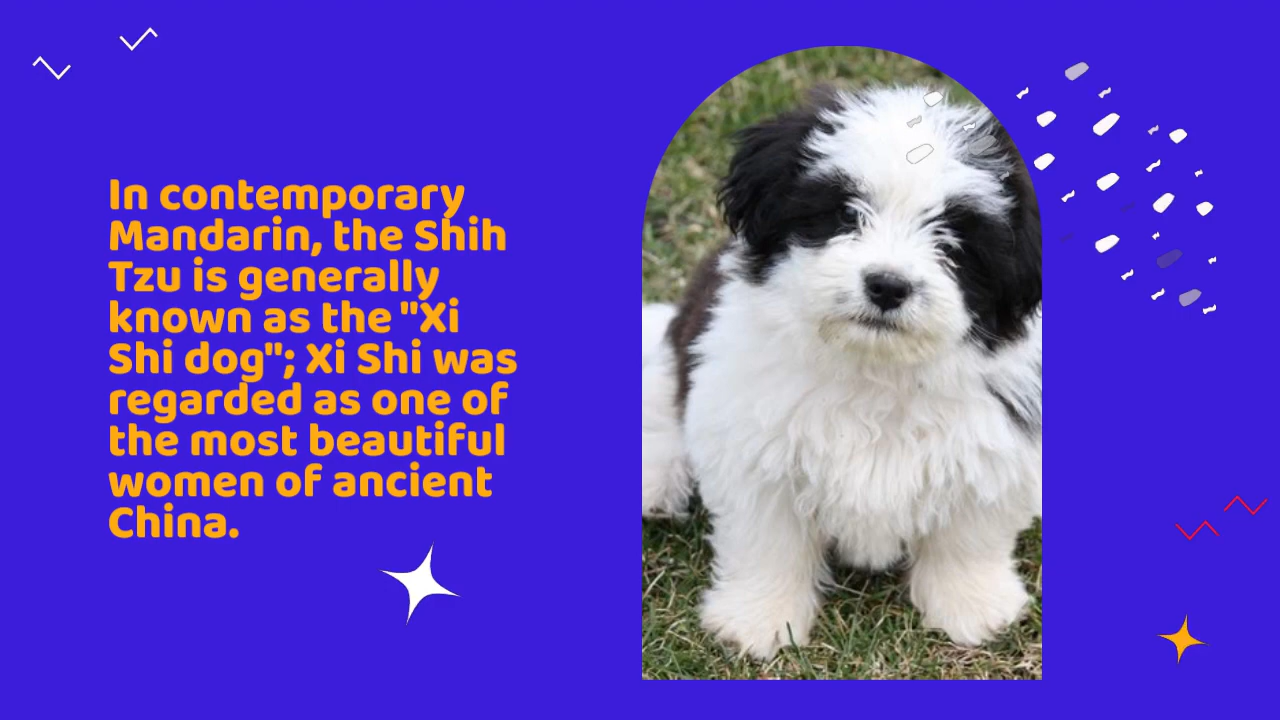 In contemporary
Mandarin, the Shih
Tzu is generally
known as the "Xi
Shi dog"; Xi Shi was
regarded as one of
the most beautiful
women of ancient
China.